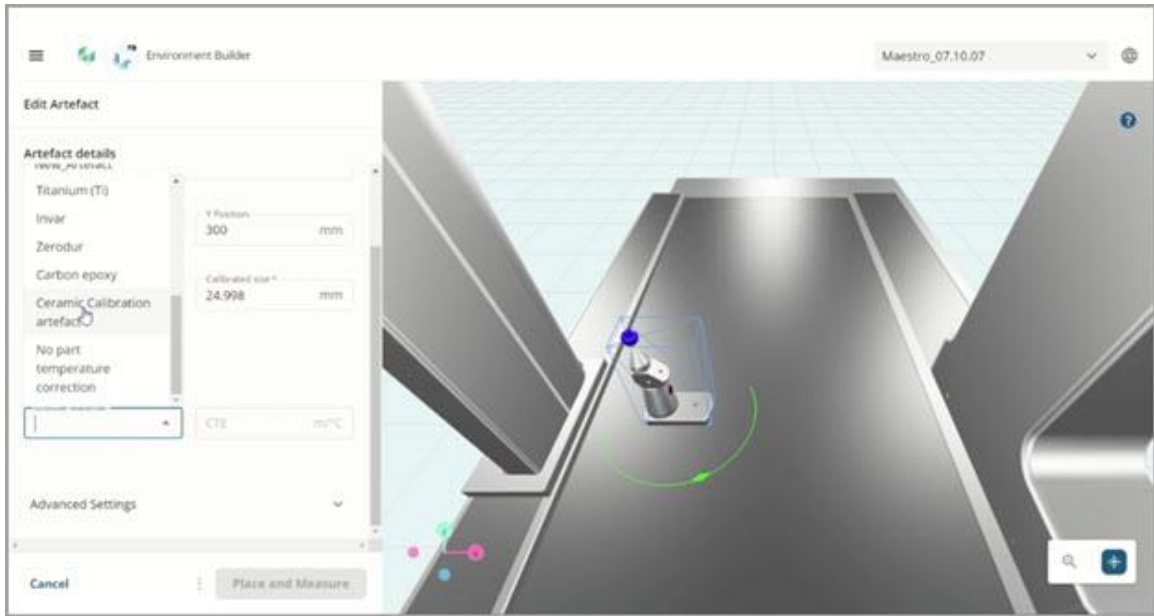 Environment Builder
Maestro_07.10.07
Edit Artefact
Artefact details
New_Artefact
Titanium (Ti)
Invar
Zerodur
Carbon epoxy
Ceramic Calibration
artefact
No part
temperature
correction
Y Position
300 mm
Calibrated size *
24.998 mm
CTE m/°C
Advanced Settings
Cancel
Place and Measure